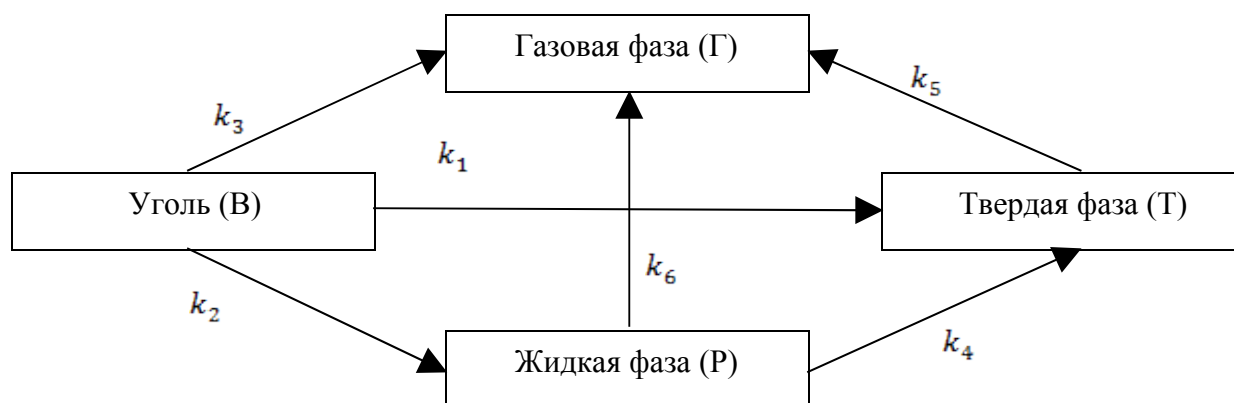 Газовая фаза (Г)
k₃
k₅
k₁
Уголь (В)
Твердая фаза (Т)
k₂
k₆
Жидкая фаза (Р)
k₄